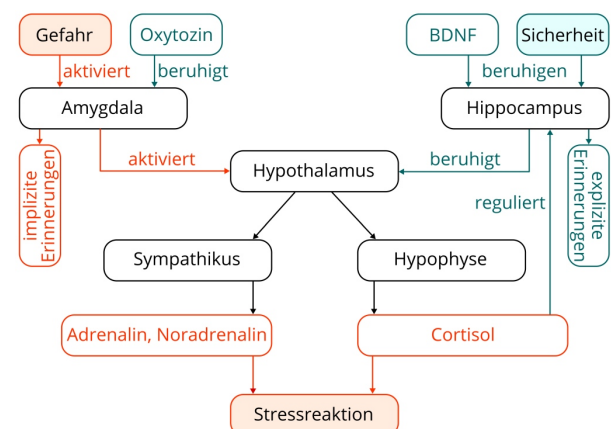 Gefahr
Oxytozin
BDNF
Sicherheit
aktiviert
beruhigt
beruhigen
Amygdala
Hippocampus
implizite
Erinnerungen
aktiviert
Hypothalamus
beruhigt
explizite
Erinnerungen
reguliert
Sympathikus
Hypophyse
Adrenalin, Noradrenalin
Cortisol
Stressreaktion